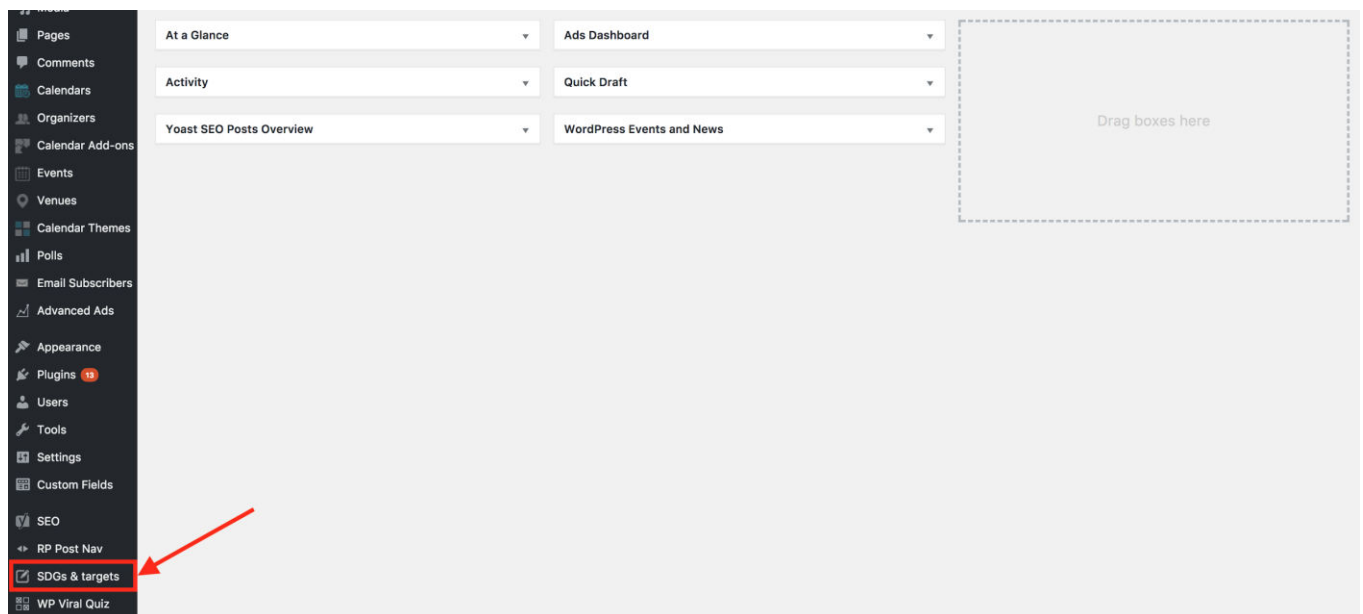 Media
Pages
Comments
Calendars
Organizers
Calendar Add-ons
Events
Venues
Calendar Themes
Polls
Email Subscribers
Advanced Ads
Appearance
Plugins 13
Users
Tools
Settings
Custom Fields
SEO
RP Post Nav
SDGs & targets
WP Viral Quiz
At a Glance
Activity
Yoast SEO Posts Overview
Ads Dashboard
Quick Draft
WordPress Events and News
Drag boxes here